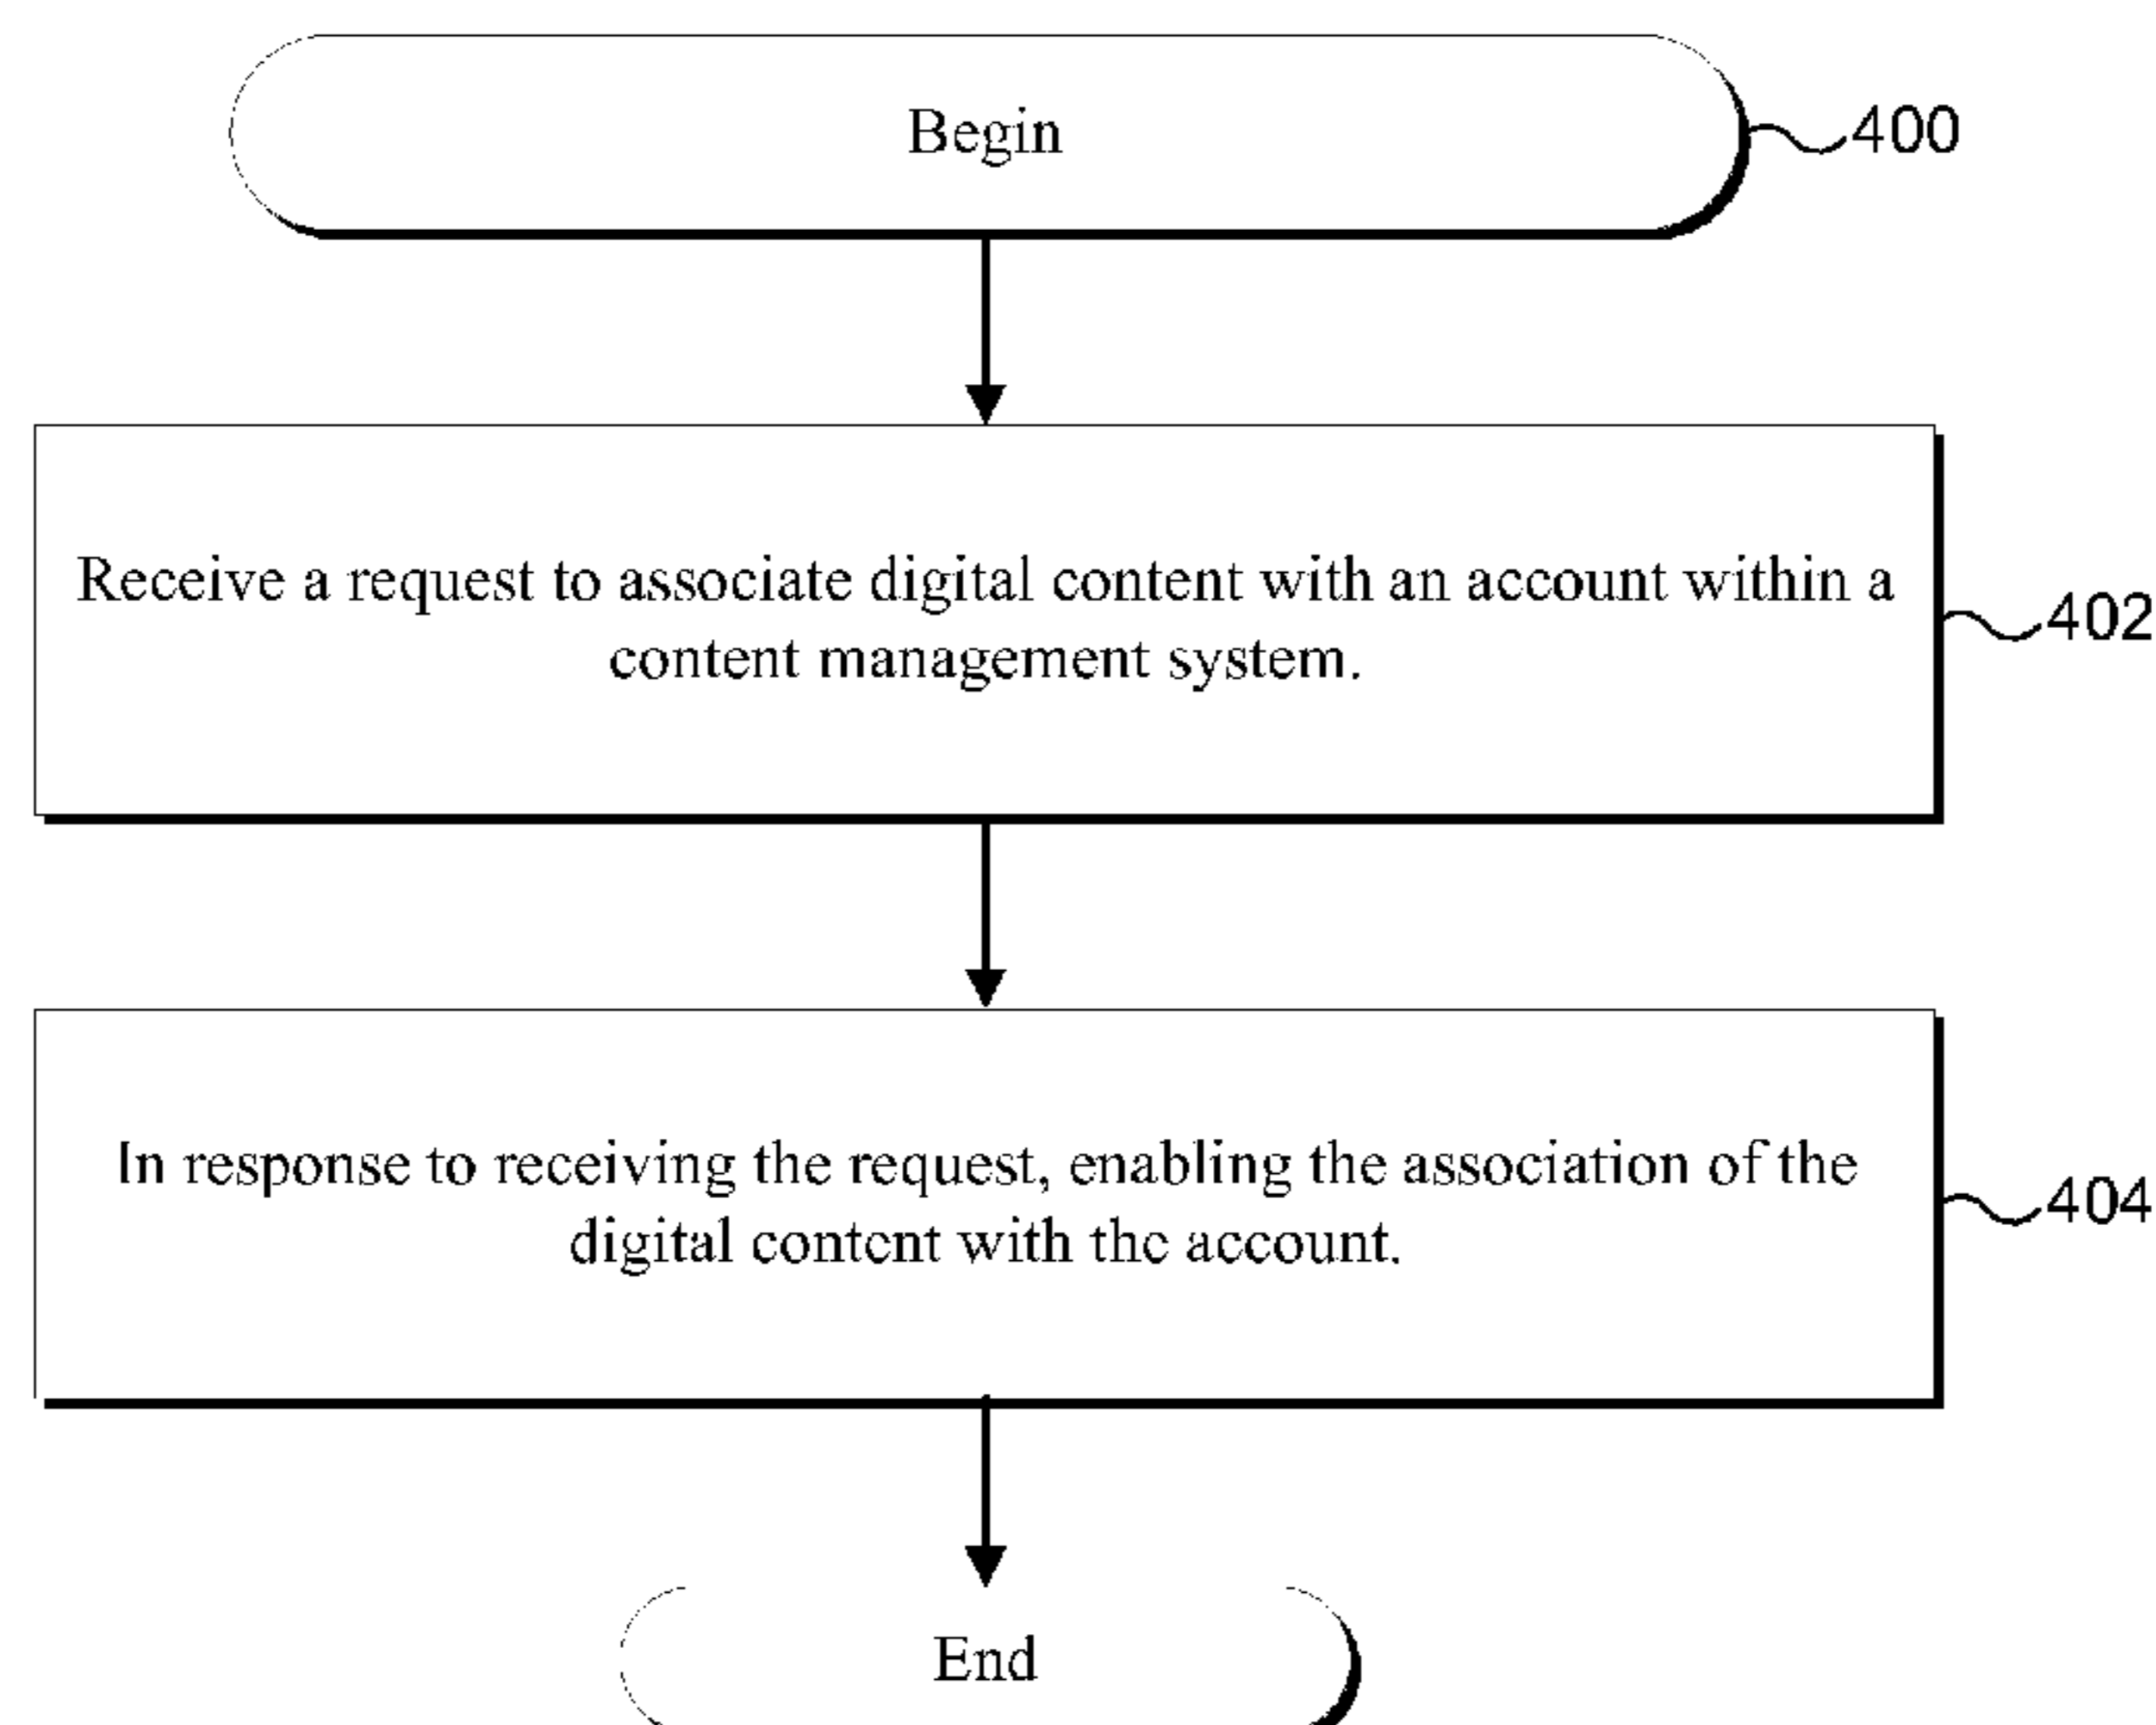 Begin
400
Receive a request to associate digital content with an account within a
content management system.
402
In response to receiving the request, enabling the association of the
digital content with the account.
404
End